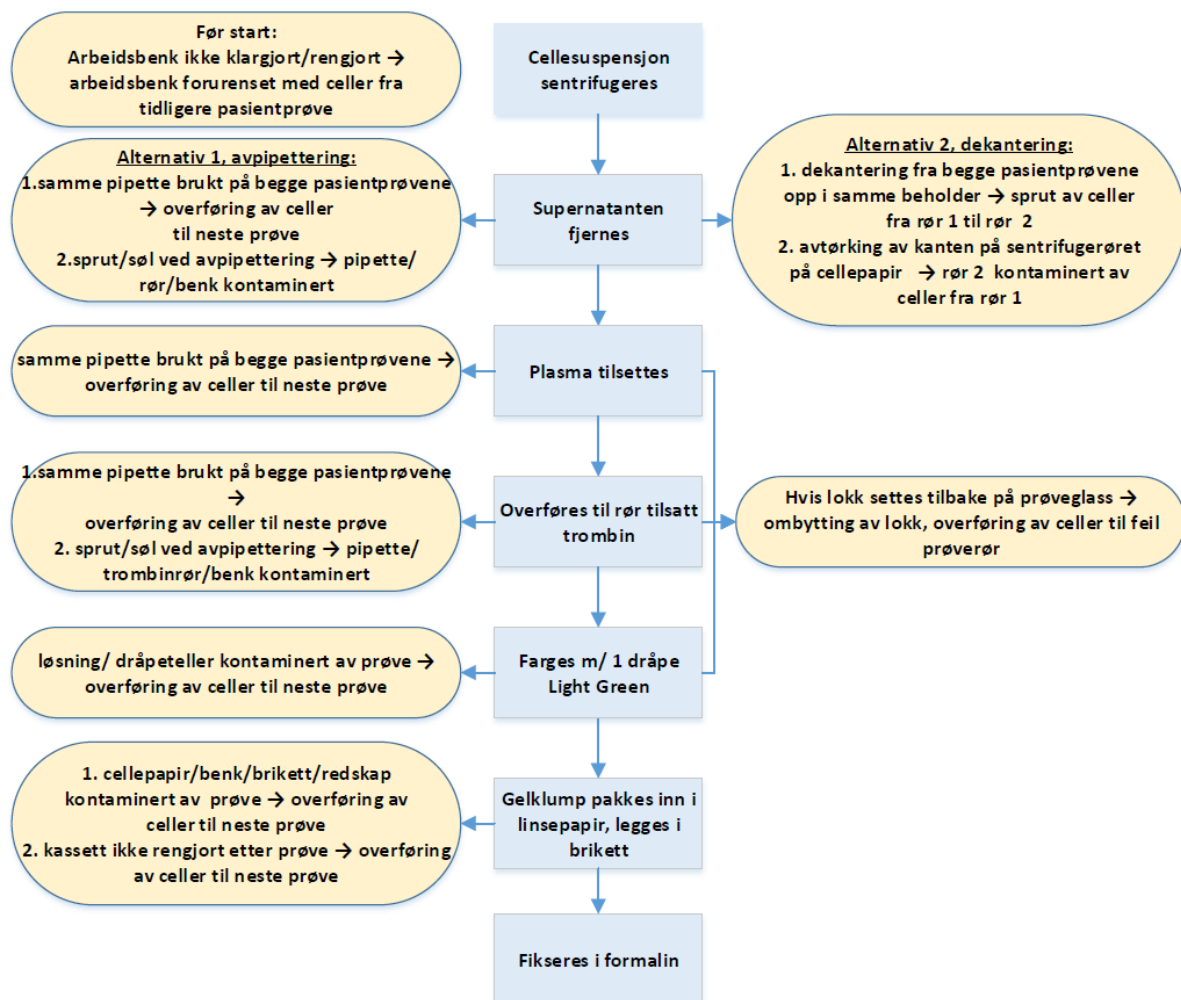 Før start:
Arbeidsbenk ikke klargjort/rengjort →
arbeidsbenk forurenset med celler fra
tidligere pasientprøve
Cellesuspensjon
sentrifugeres
Alternativ 1, avpipettering:
1.samme pipette brukt på begge pasientprøvene
→ overføring av celler
til neste prøve
2.sprut/søl ved avpipettering → pipette/
rør/benk kontaminert
Supernatanten
fjernes
Alternativ 2, dekantering:
1. dekantering fra begge pasientprøvene
opp i samme beholder → sprut av celler
fra rør 1 til rør 2
2. avtørking av kanten på sentrifugerøret
på cellepapir → rør 2 kontaminert av
celler fra rør 1
samme pipette brukt på begge pasientprøvene →
overføring av celler til neste prøve
Plasma tilsettes
1.samme pipette brukt på begge pasientprøvene
→
overføring av celler til neste prøve
2. sprut/søl ved avpipettering → pipette/
trombinrør/benk kontaminert
Overføres til rør tilsatt
trombin
Hvis lokk settes tilbake på prøveglass →
ombytting av lokk, overføring av celler til feil
prøverør
løsning/ dråpeteller kontaminert av prøve →
overføring av celler til neste prøve
Farges m/ 1 dråpe
Light Green
1. cellepapir/benk/brikett/redskap
kontaminert av prøve → overføring av
celler til neste prøve
2. kassett ikke rengjort etter prøve → overføring
av celler til neste prøve
Gelklump pakkes inn i
linsepapir, legges i
brikett
Fikseres i formalin